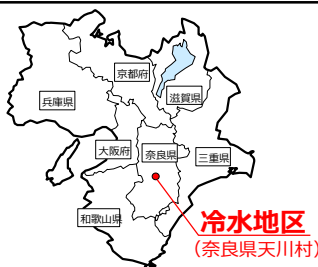 京都府
滋賀県
兵庫県
大阪府
奈良県
三重県
和歌山県
冷水地区
(奈良県天川村)